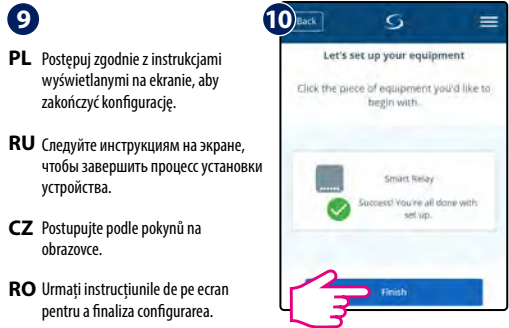 9
PL Postępuj zgodnie z instrukcjami
wyświetlanymi na ekranie, aby
zakończyć konfigurację.
RU Следуйте инструкциям на экране,
чтобы завершить процесс установки
устройства.
CZ Postupujte podle pokynů na
obrazovce.
RO Urmați instrucțiunile de pe ecran
pentru a finaliza configurarea.
10
Back
Let's set up your equipment
Click the piece of equipment you'd like to
begin with.
Smart Relay
Success! You're all done with
set up.
Finish